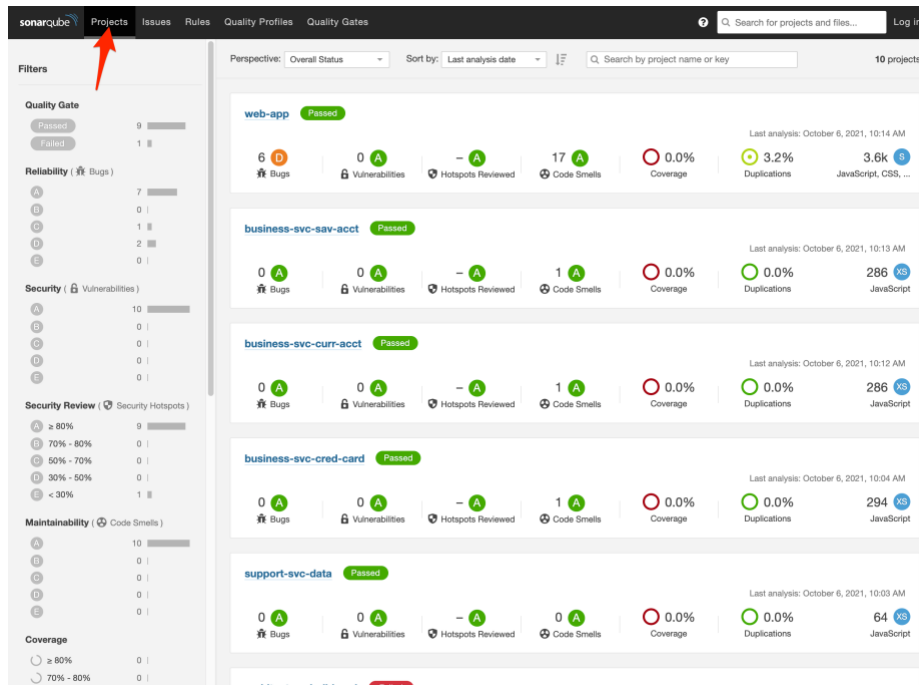 sonarqube Projects Issues Rules Quality Profiles Quality Gates ? Search for projects and files... Log in
Filters
Perspective: Overall Status Sort by: Last analysis date Search by project name or key 10 projects
Quality Gate
Passed 9
Failed 1
Reliability ( Bugs )
A 7
B 0
C 1
D 2
E 0
Security ( Vulnerabilities )
A 10
B 0
C 0
D 0
E 0
Security Review ( Security Hotspots )
A ≥ 80% 9
B 70% - 80% 0
C 50% - 70% 0
D 30% - 50% 0
E < 30% 1
Maintainability ( Code Smells )
A 10
B 0
C 0
D 0
E 0
Coverage
≥ 80% 0
70% - 80% 0
web-app Passed
Last analysis: October 6, 2021, 10:14 AM
6 D 0 A – A 17 A 0.0% 3.2% 3.6k S
Bugs Vulnerabilities Hotspots Reviewed Code Smells Coverage Duplications JavaScript, CSS, ...
business-svc-sav-acct Passed
Last analysis: October 6, 2021, 10:13 AM
0 A 0 A – A 1 A 0.0% 0.0% 286 XS
Bugs Vulnerabilities Hotspots Reviewed Code Smells Coverage Duplications JavaScript
business-svc-curr-acct Passed
Last analysis: October 6, 2021, 10:12 AM
0 A 0 A – A 1 A 0.0% 0.0% 286 XS
Bugs Vulnerabilities Hotspots Reviewed Code Smells Coverage Duplications JavaScript
business-svc-cred-card Passed
Last analysis: October 6, 2021, 10:04 AM
0 A 0 A – A 1 A 0.0% 0.0% 294 XS
Bugs Vulnerabilities Hotspots Reviewed Code Smells Coverage Duplications JavaScript
support-svc-data Passed
Last analysis: October 6, 2021, 10:03 AM
0 A 0 A – A 0 A 0.0% 0.0% 64 XS
Bugs Vulnerabilities Hotspots Reviewed Code Smells Coverage Duplications JavaScript